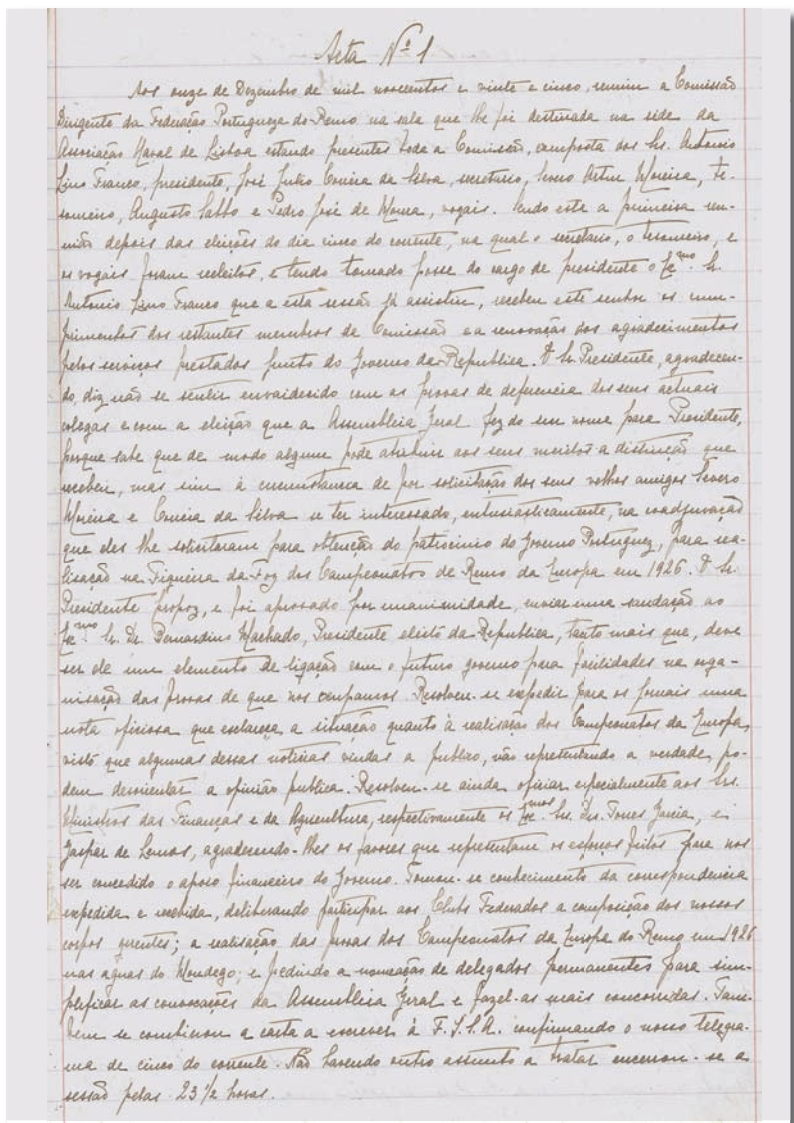 Acta Nº 1
Aos onze de Dezembro de mil novecentos e vinte e cinco, reuniu a Comissão
Dirigente da Federação Portugueza do Remo na sala que lhe foi destinada na séde da
Associação Naval de Lisboa estando presentes toda a Comissão, composta dos Srs. Antonio
Lino Franco, presidente, José Julio Correia da Silva, secretario, Severo Artur Moreira, te-
soureiro, Augusto Sabbo e Pedro José de Moura, vogais. Sendo este a primeira reu-
nião depois das eleições do dia cinco do corrente, na qual o secretario, o tesoureiro, e
os vogais foram reeleitos, e tendo tomado posse do cargo de presidente o Exmo. Sr.
Antonio Lino Franco que a esta sessão já assistiu, recebeu este senhor os cum-
primentos dos restantes membros da Comissão e a renovação dos agradecimentos
pelos serviços prestados junto do Governo da Republica. O Sr. Presidente, agradecen-
do, diz não se sentir envaidecido com as provas de deferencia dos seus actuais
colegas e com a eleição que a Assembleia Geral fez do seu nome para Presidente,
porque sabe que de modo algum póde atribuir aos seus meritos a distinção que
recebeu, mas sim á circumstancia de por solicitação dos seus velhos amigos Severo
Moreira e Correia da Silva se ter interessado, entusiasticamente, na coadjuvação
que eles lhe solicitaram para obtenção do patrocinio do Governo Portuguez, para rea-
lisação na Figueira da Foz dos Campeonatos de Remo da Europa em 1926. O Sr.
Presidente propoz, e foi aprovado por unanimidade, enviar uma saudação ao
Exmo Sr. Dr. Bernardino Machado, Presidente eleito da Republica, tanto mais que, deve
ser ele um elemento de ligação com o futuro governo para facilidades na orga-
nisação das provas de que nos ocupamos. Resolveu-se expedir para os jornais uma
nota oficiosa que esclareça a situação quanto á realisação dos Campeonatos da Europa,
visto que algumas dessas noticias vindas a publico, não representando a verdade, po-
dem desorientar a opinião publica. Resolveu-se ainda oficiar especialmente aos Srs.
Ministros das Finanças e da Agricultura, respectivamente os Exmos. Srs. Drs. Torres Garcia, e
Gaspar de Lemos, agradecendo-lhes os favores que representam os esforços feitos para nos
ser concedido o apoio financeiro do Governo. Tomou-se conhecimento da correspondencia
expedida e recebida, deliberando participar aos Clubs Federados a composição dos nossos
corpos gerentes; a realisação das provas dos Campeonatos da Europa do Remo em 1926
nas aguas do Mondego; e pedindo a nomeação de delegados permanentes para sim-
plificar as convocações da Assembleia Geral e fazel-as mais concorridas. Tam-
bem se combinou a carta a escrever á F.I.S.A. confirmando o nosso telegra-
ma de cinco do corrente. Não havendo outro assunto a tratar encerrou-se a
sessão pelas 23 1/2 horas.